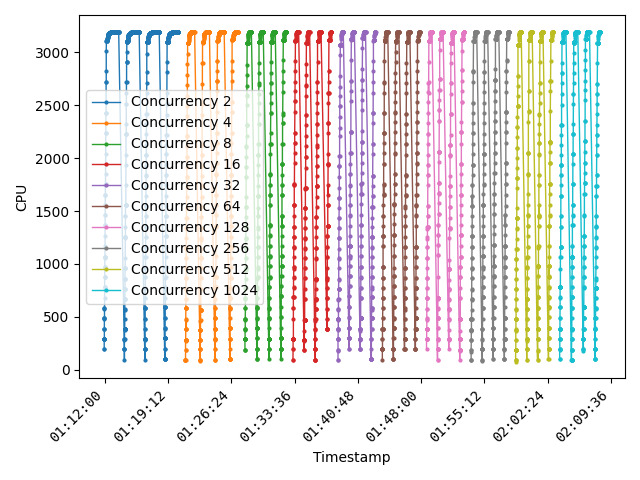 3000
2500
2000
1500
1000
500
0
CPU
Concurrency 2
Concurrency 4
Concurrency 8
Concurrency 16
Concurrency 32
Concurrency 64
Concurrency 128
Concurrency 256
Concurrency 512
Concurrency 1024
01:12:00
01:19:12
01:26:24
01:33:36
01:40:48
01:48:00
01:55:12
02:02:24
02:09:36
Timestamp